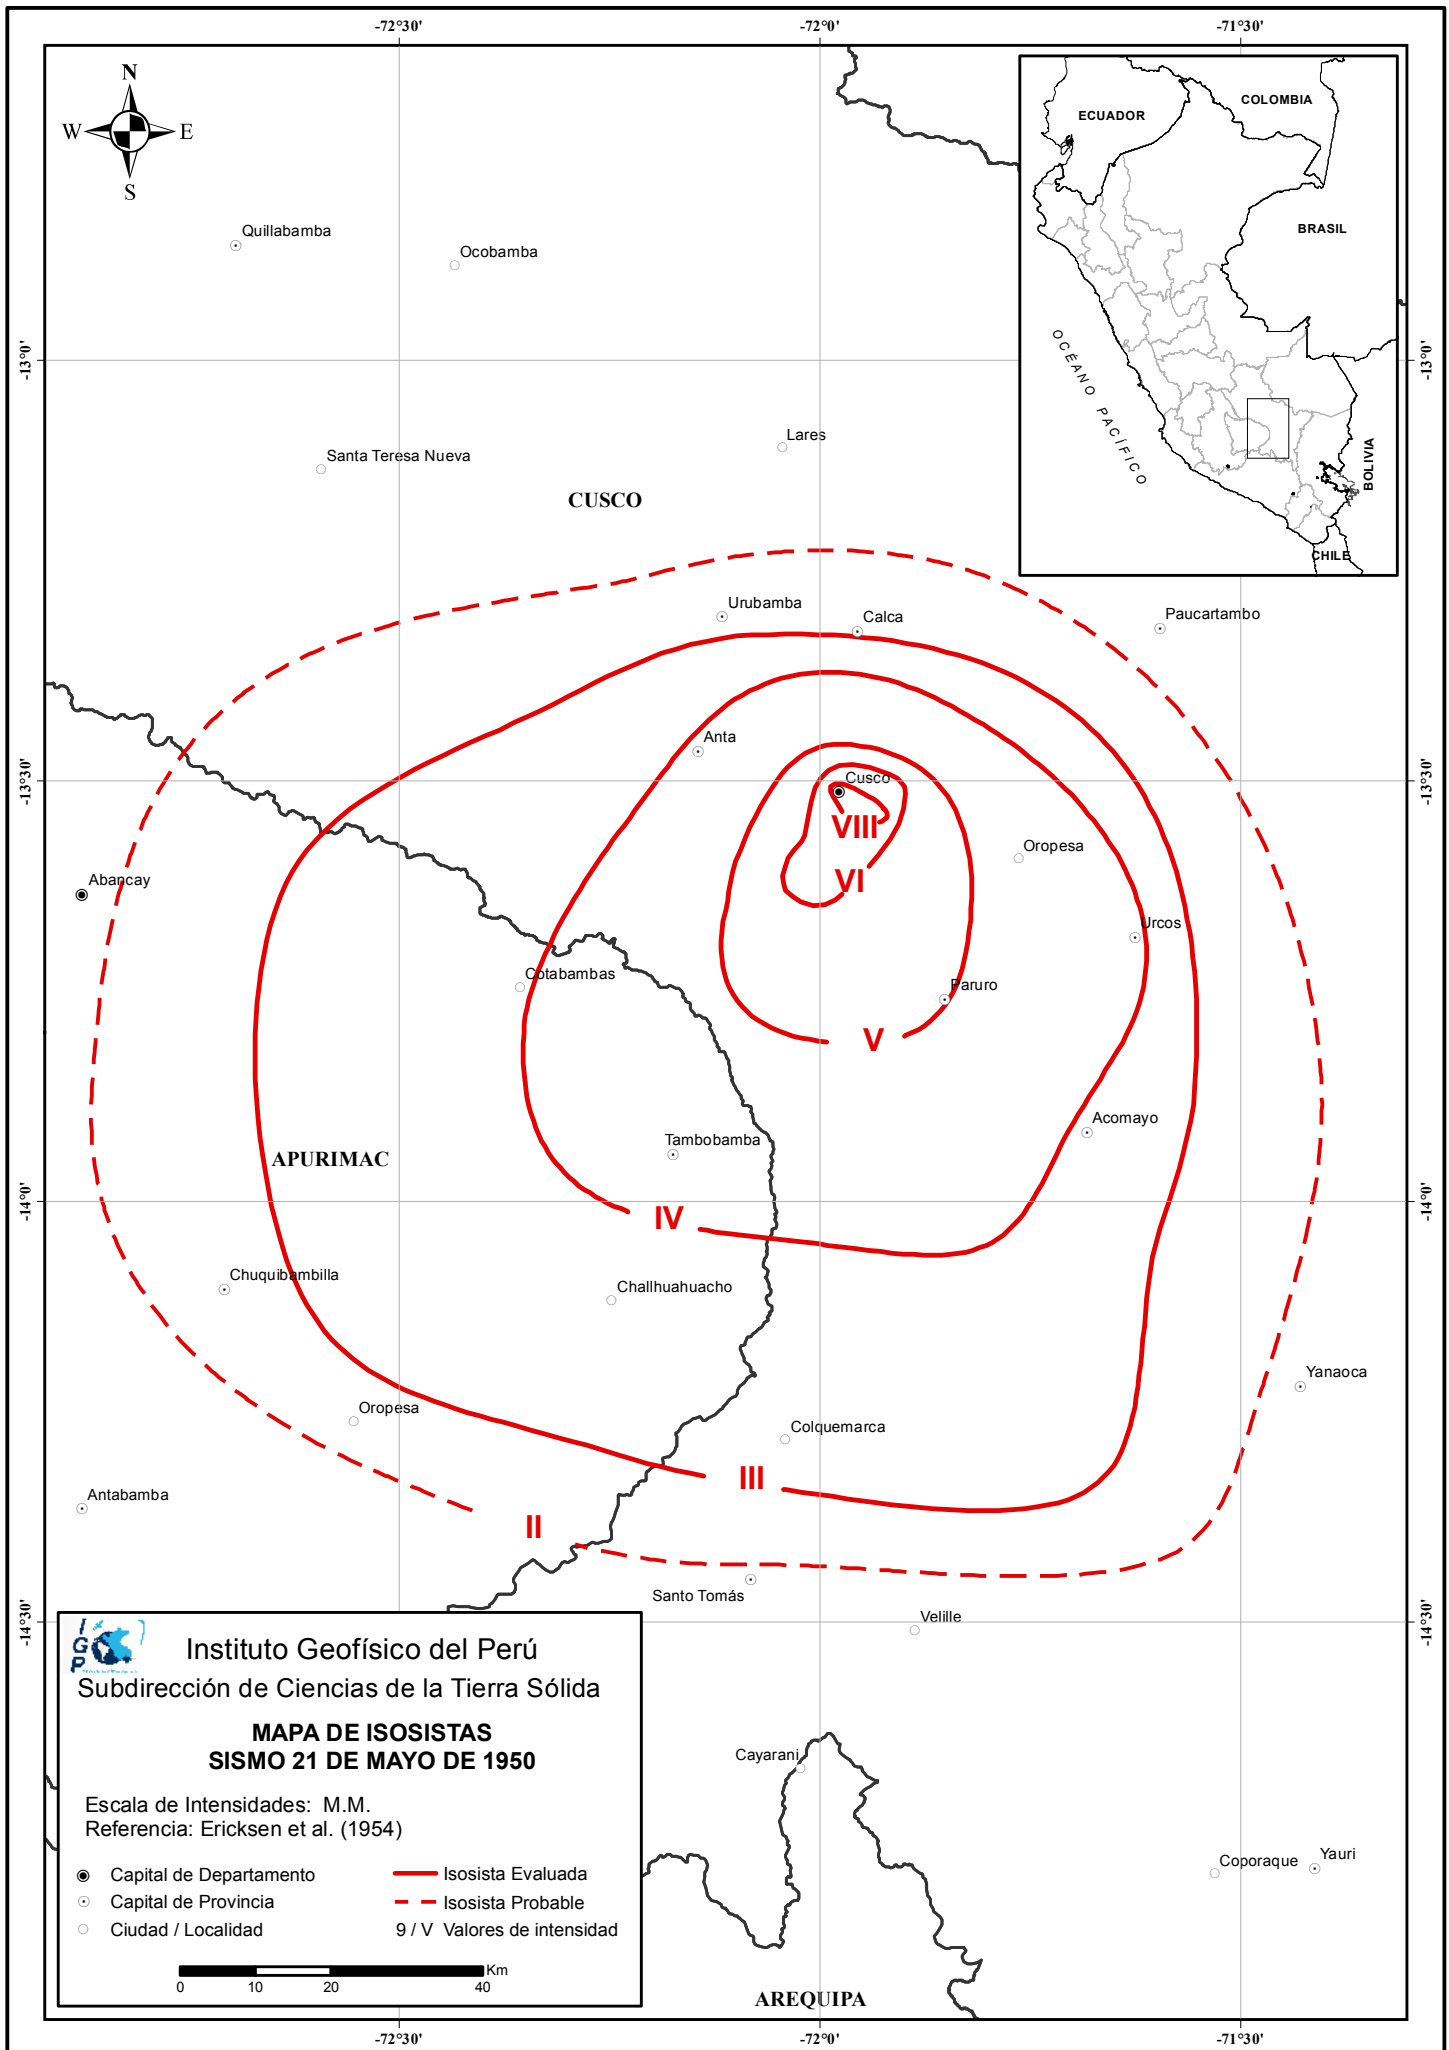 -72°30'
-72°0'
-71°30'
N
W
E
S
ECUADOR
COLOMBIA
BRASIL
OCÉANO PACÍFICO
BOLIVIA
CHILE
Quillabamba
Ocobamba
-13°0'
-13°0'
Lares
Santa Teresa Nueva
CUSCO
Urubamba
Calca
Paucartambo
Anta
-13°30'
-13°30'
Cusco
VIII
Oropesa
VI
Abancay
Urcos
Cotabambas
Paruro
V
Acomayo
Tambobamba
APURIMAC
-14°0'
-14°0'
IV
Chuquibambilla
Challhuahuacho
Yanaoca
Oropesa
Colquemarca
III
Antabamba
II
Santo Tomás
Velille
-14°30'
-14°30'
IGP
Instituto Geofísico del Perú
Subdirección de Ciencias de la Tierra Sólida
MAPA DE ISOSISTAS
SISMO 21 DE MAYO DE 1950
Escala de Intensidades: M.M.
Referencia: Ericksen et al. (1954)
Capital de Departamento
Isosista Evaluada
Capital de Provincia
Isosista Probable
Ciudad / Localidad
9 / V Valores de intensidad
Km
0 10 20 40
Cayarani
Coporaque
Yauri
AREQUIPA
-72°30'
-72°0'
-71°30'